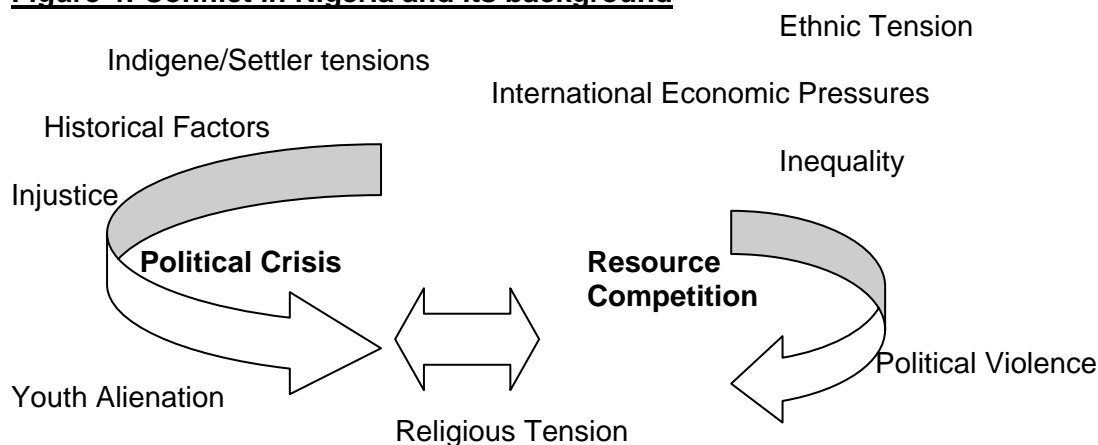 Figure 4: Conflict in Nigeria and its background
Ethnic Tension
Indigene/Settler tensions
International Economic Pressures
Historical Factors
Inequality
Injustice
Political Crisis
Resource
Competition
Political Violence
Youth Alienation
Religious Tension